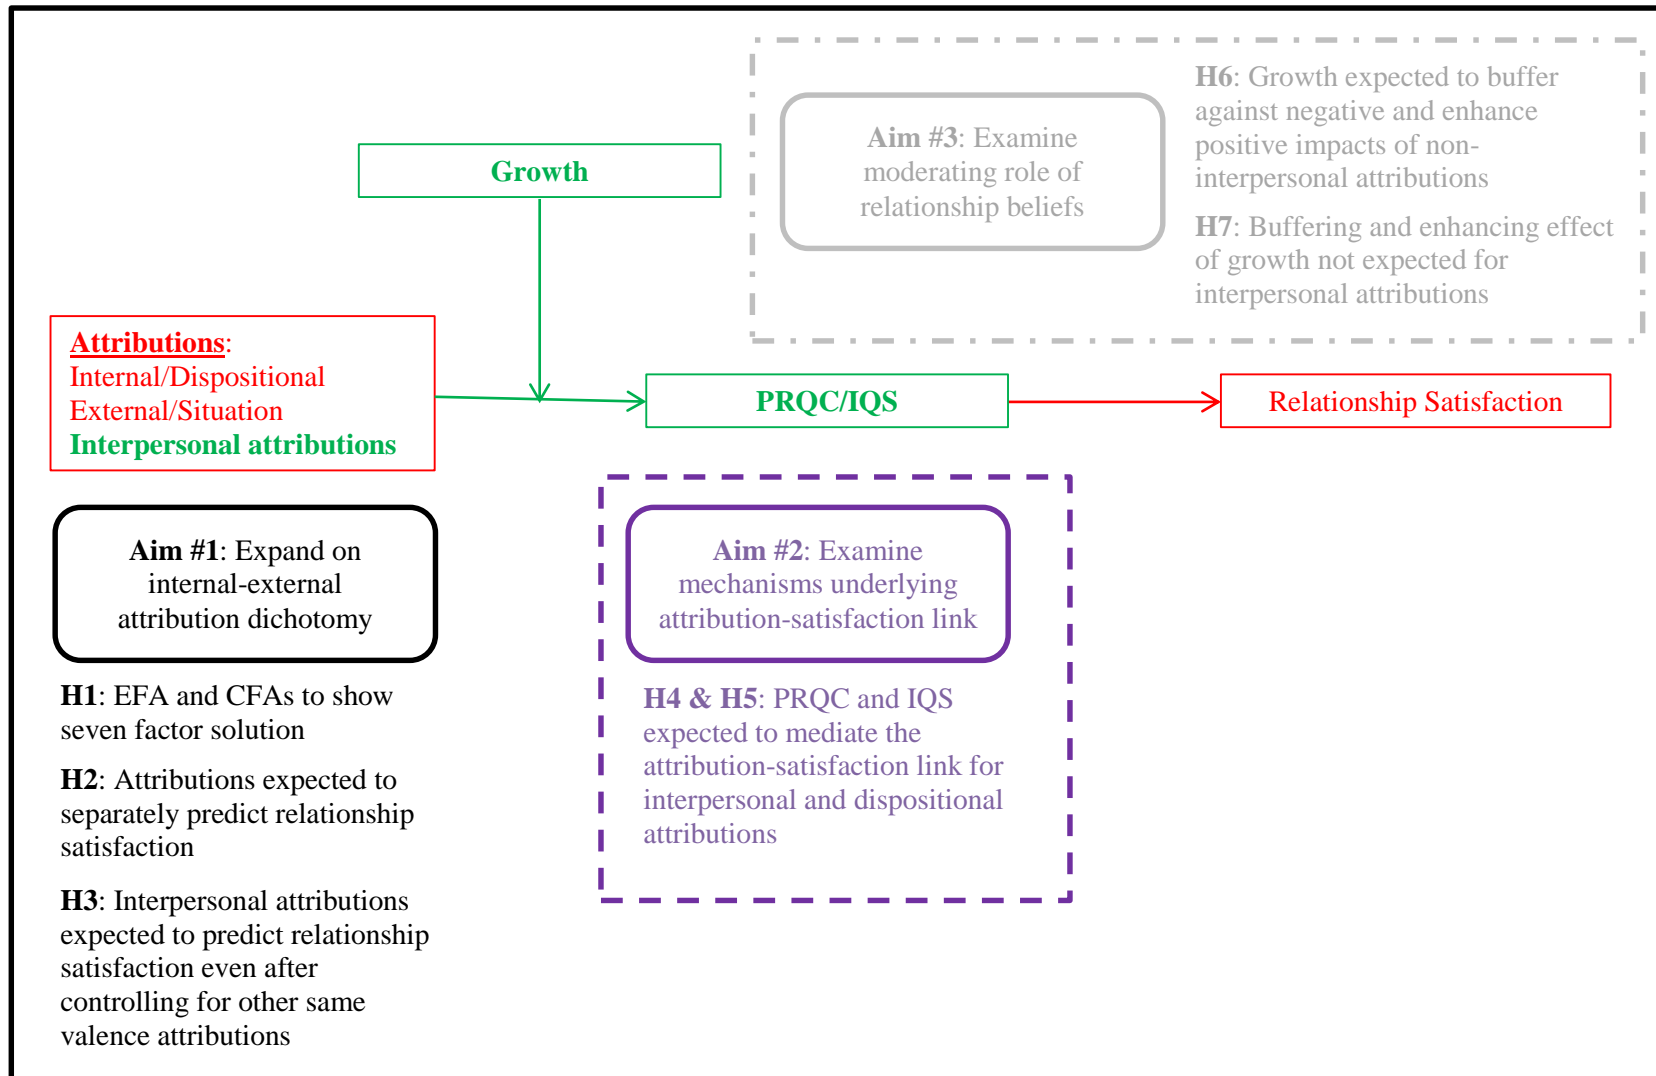 H6: Growth expected to buffer
against negative and enhance
positive impacts of non-
interpersonal attributions
H7: Buffering and enhancing effect
of growth not expected for
interpersonal attributions
Aim #3: Examine
moderating role of
relationship beliefs
Growth
Attributions:
Internal/Dispositional
External/Situation
Interpersonal attributions
PRQC/IQS
Relationship Satisfaction
Aim #1: Expand on
internal-external
attribution dichotomy
H1: EFA and CFAs to show
seven factor solution
H2: Attributions expected to
separately predict relationship
satisfaction
H3: Interpersonal attributions
expected to predict relationship
satisfaction even after
controlling for other same
valence attributions
Aim #2: Examine
mechanisms underlying
attribution-satisfaction link
H4 & H5: PRQC and IQS
expected to mediate the
attribution-satisfaction link for
interpersonal and dispositional
attributions